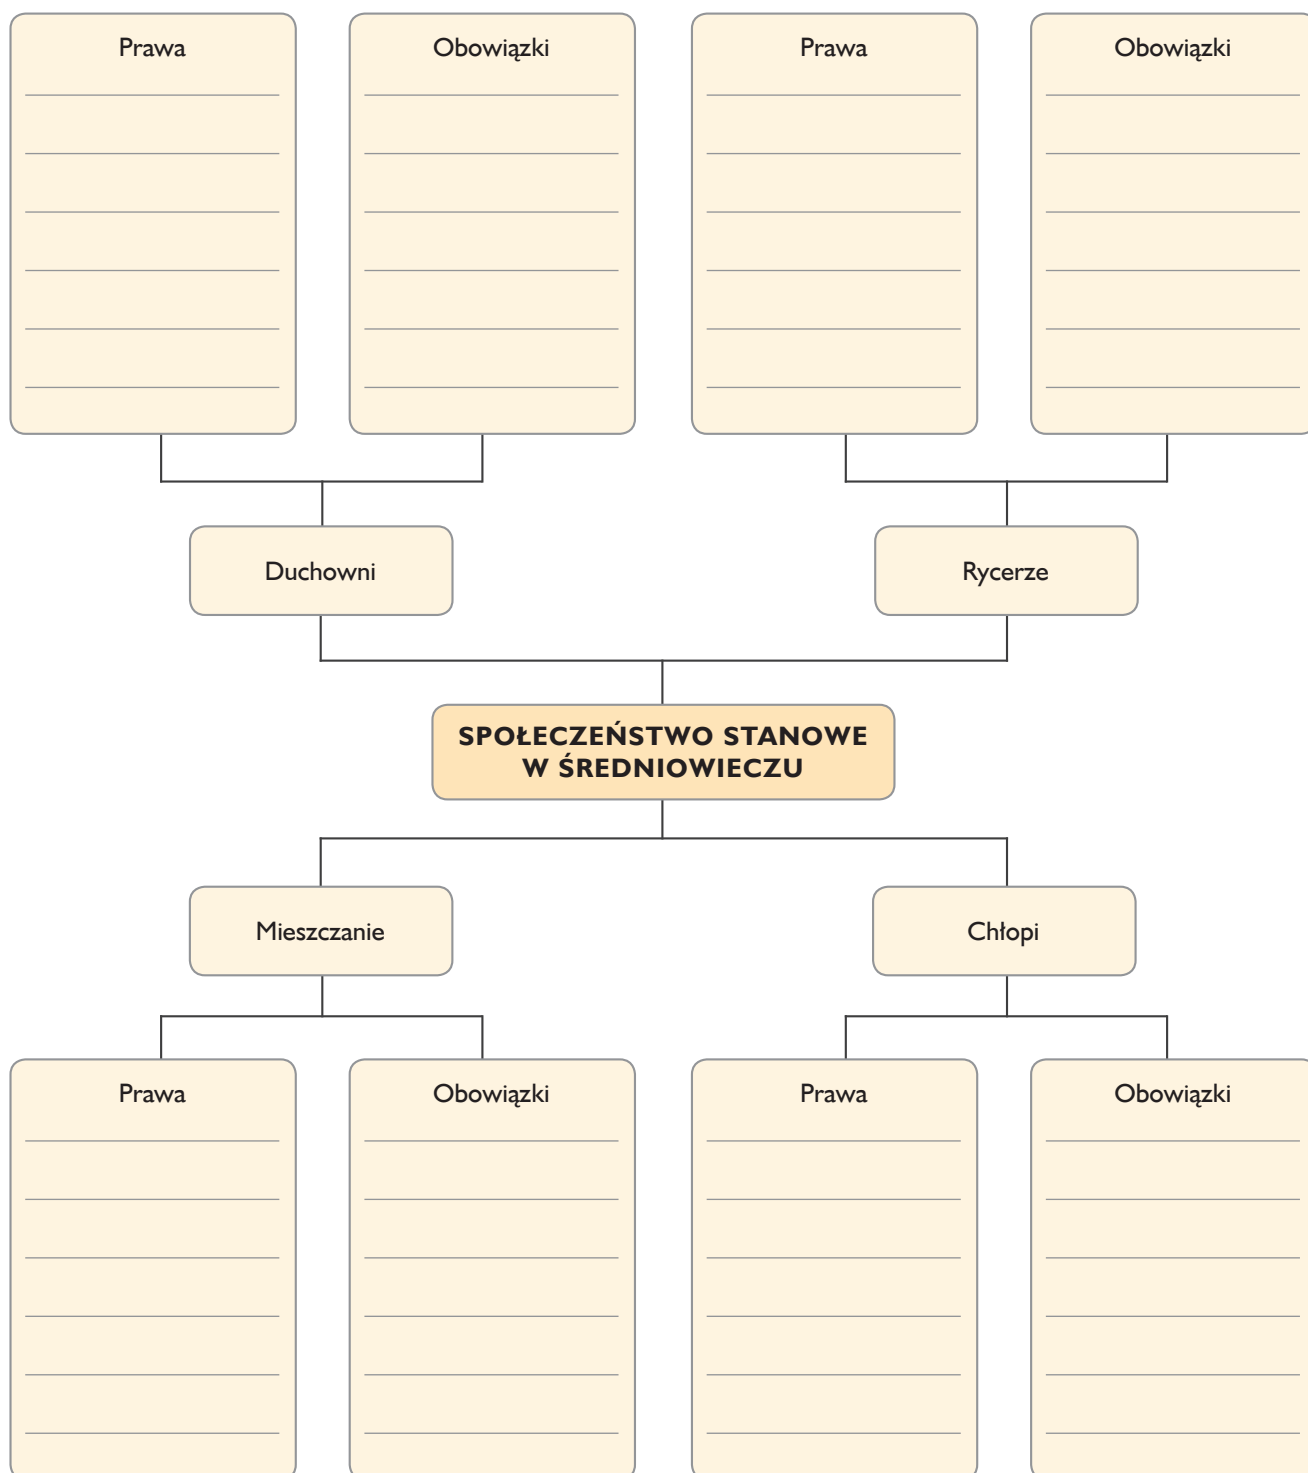 Prawa
Obowiązki
Prawa
Obowiązki
Duchowni
Rycerze
SPOŁECZEŃSTWO STANOWE
W ŚREDNIOWIECZU
Mieszczanie
Chłopi
Prawa
Obowiązki
Prawa
Obowiązki